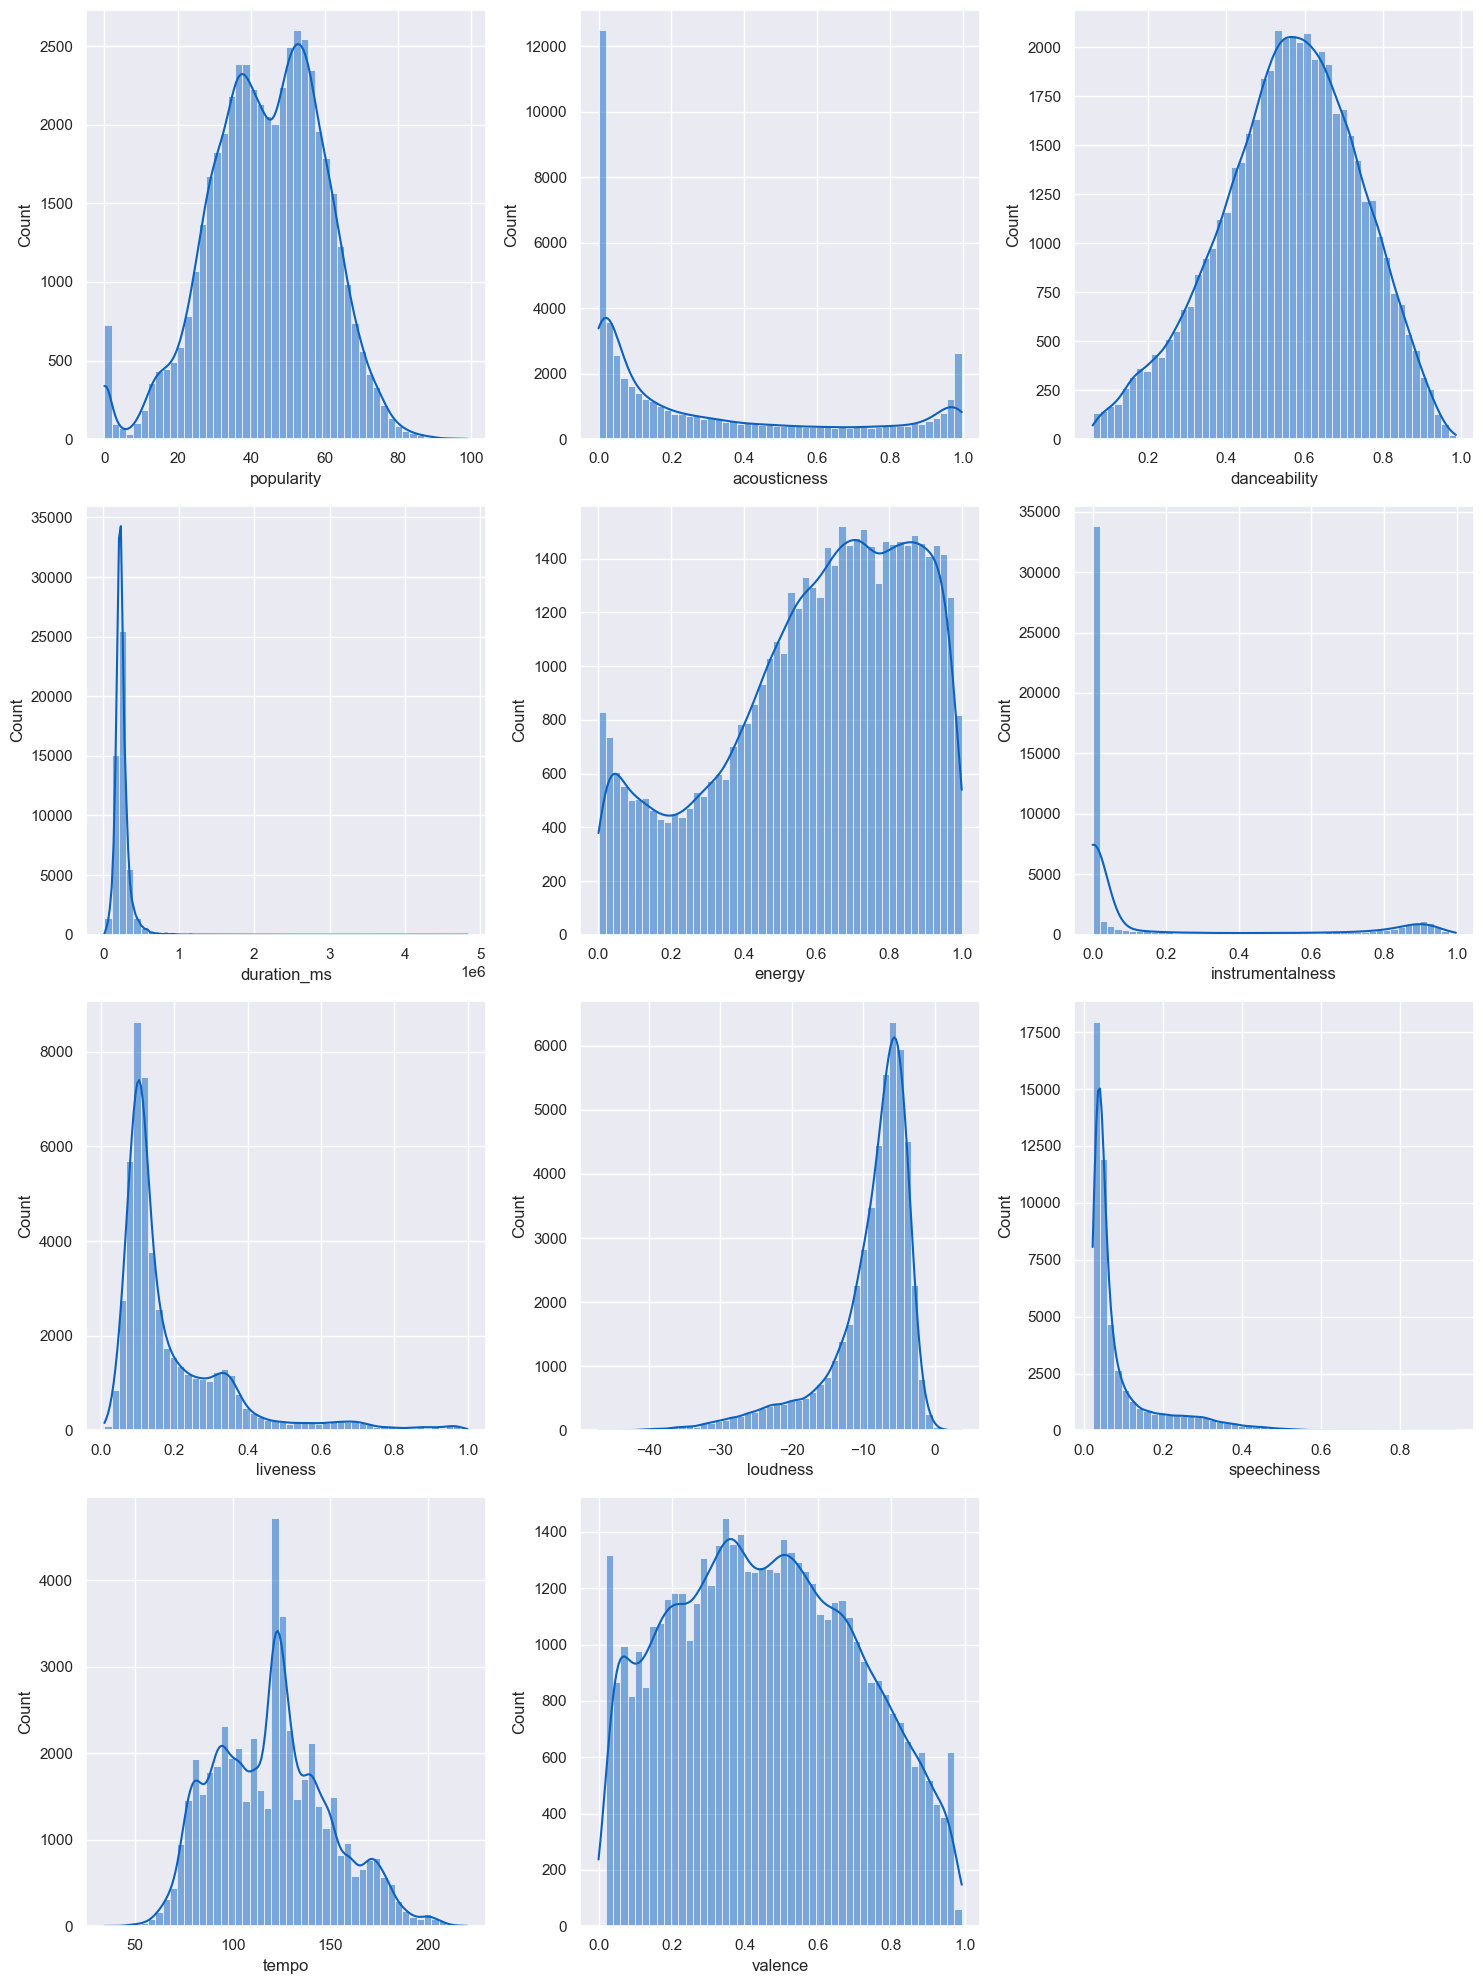 2500
2000
1500
1000
500
0
Count
0 20 40 60 80 100
popularity
12000
10000
8000
6000
4000
2000
0
Count
0.0 0.2 0.4 0.6 0.8 1.0
acousticness
2000
1750
1500
1250
1000
750
500
250
0
Count
0.2 0.4 0.6 0.8 1.0
danceability
35000
30000
25000
20000
15000
10000
5000
0
Count
0 1 2 3 4 5
1e6
duration_ms
1400
1200
1000
800
600
400
200
0
Count
0.0 0.2 0.4 0.6 0.8 1.0
energy
35000
30000
25000
20000
15000
10000
5000
0
Count
0.0 0.2 0.4 0.6 0.8 1.0
instrumentalness
8000
6000
4000
2000
0
Count
0.0 0.2 0.4 0.6 0.8 1.0
liveness
6000
5000
4000
3000
2000
1000
0
Count
−40 −30 −20 −10 0
loudness
17500
15000
12500
10000
7500
5000
2500
0
Count
0.0 0.2 0.4 0.6 0.8
speechiness
4000
3000
2000
1000
0
Count
50 100 150 200
tempo
1400
1200
1000
800
600
400
200
0
Count
0.0 0.2 0.4 0.6 0.8 1.0
valence